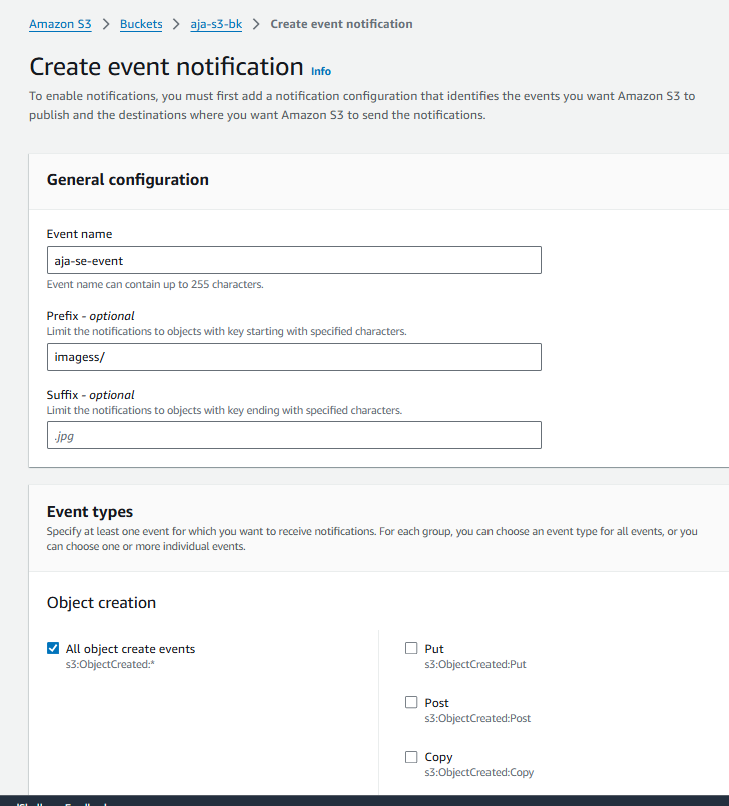 Amazon S3 > Buckets > aja-s3-bk > Create event notification
Create event notification Info
To enable notifications, you must first add a notification configuration that identifies the events you want Amazon S3 to
publish and the destinations where you want Amazon S3 to send the notifications.
General configuration
Event name
aja-se-event
Event name can contain up to 255 characters.
Prefix - optional
Limit the notifications to objects with key starting with specified characters.
imagess/
Suffix - optional
Limit the notifications to objects with key ending with specified characters.
.jpg
Event types
Specify at least one event for which you want to receive notifications. For each group, you can choose an event type for all events, or you
can choose one or more individual events.
Object creation
All object create events
s3:ObjectCreated:*
Put
s3:ObjectCreated:Put
Post
s3:ObjectCreated:Post
Copy
s3:ObjectCreated:Copy